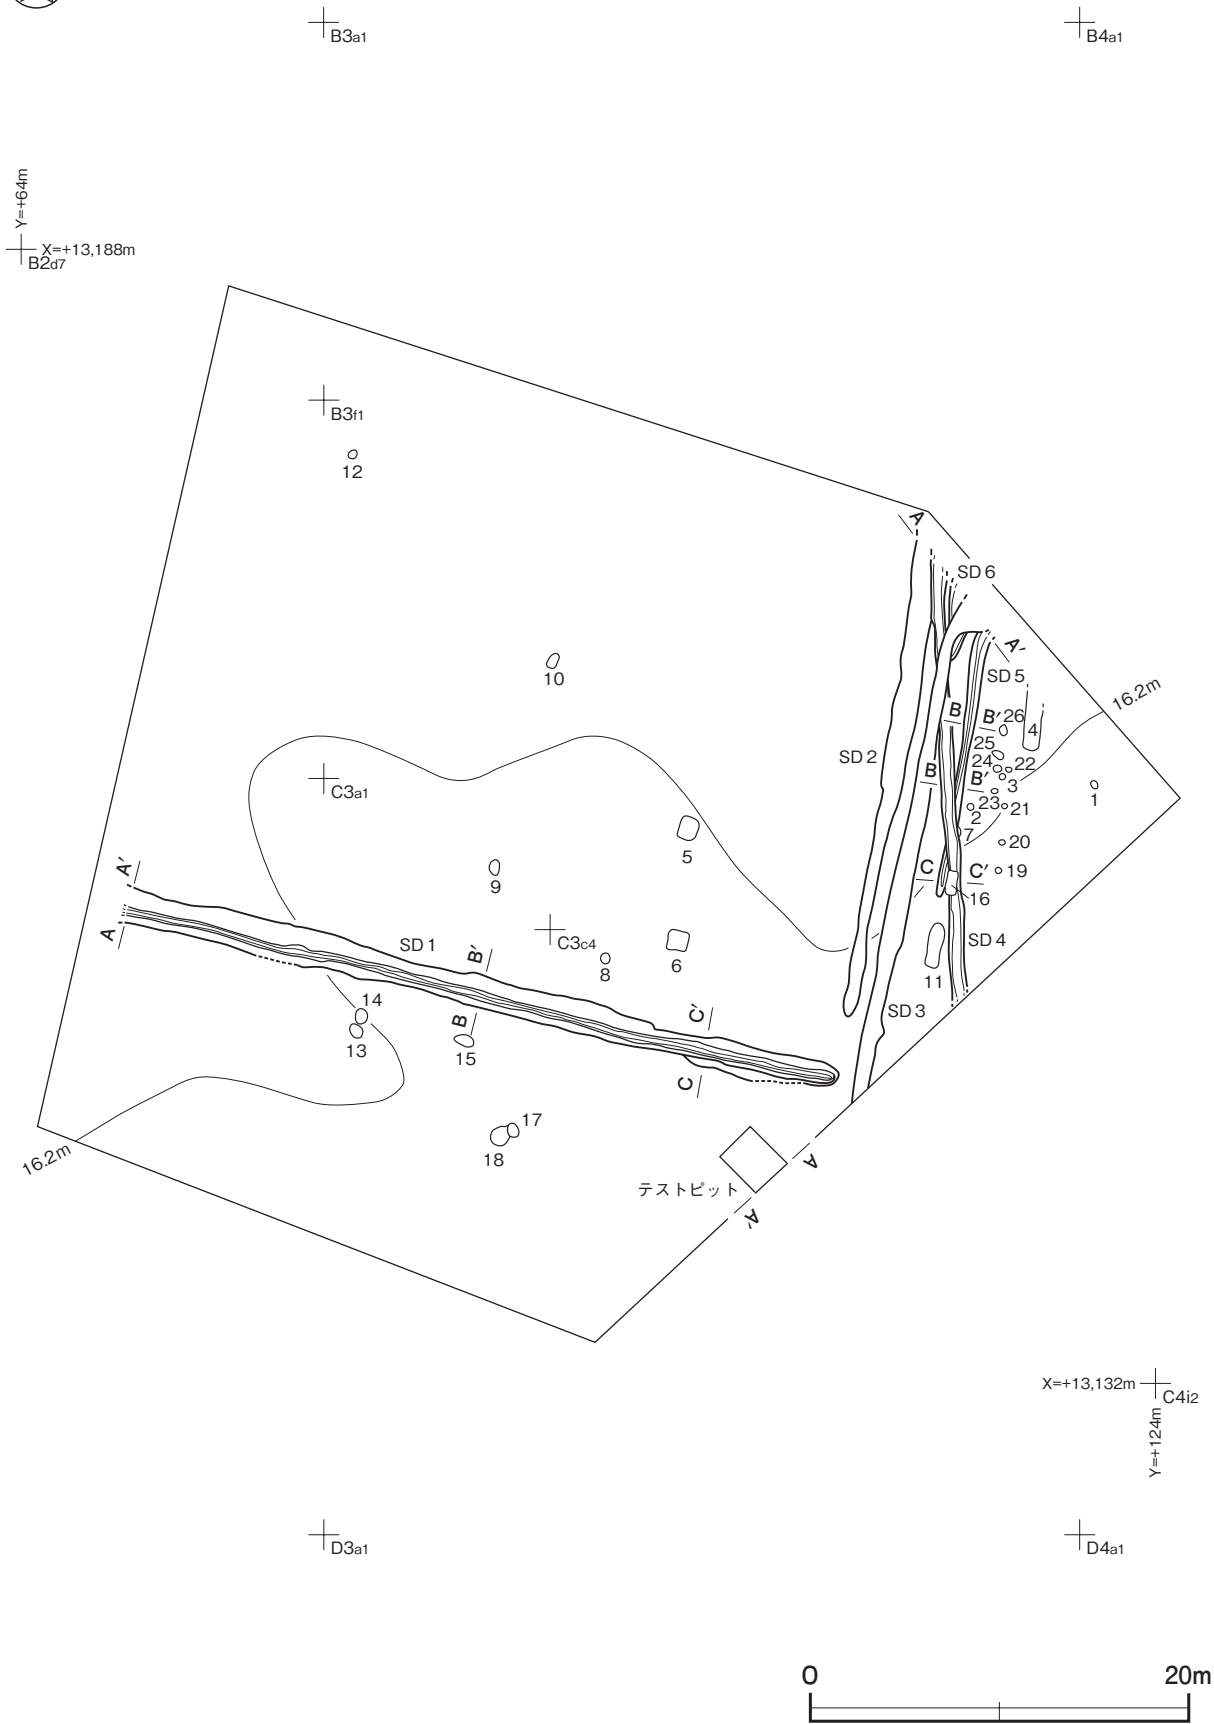 B3a1
B4a1
Y=+64m
X=+13,188m
B2d7
B3f1
12
A
SD 6
10
A′
SD 5
16.2m
B
B′
26
4
25
SD 2
24
22
B
B′
3
C3a1
1
23
21
2
5
7
20
9
A′
C
C′
19
16
A
SD 1
B′
C3c4
SD 4
8
6
11
14
C′
SD 3
13
B
15
C
17
18
16.2m
A
テストピット
A′
X=+13,132m
C4i2
Y=+124m
D3a1
D4a1
0
20m